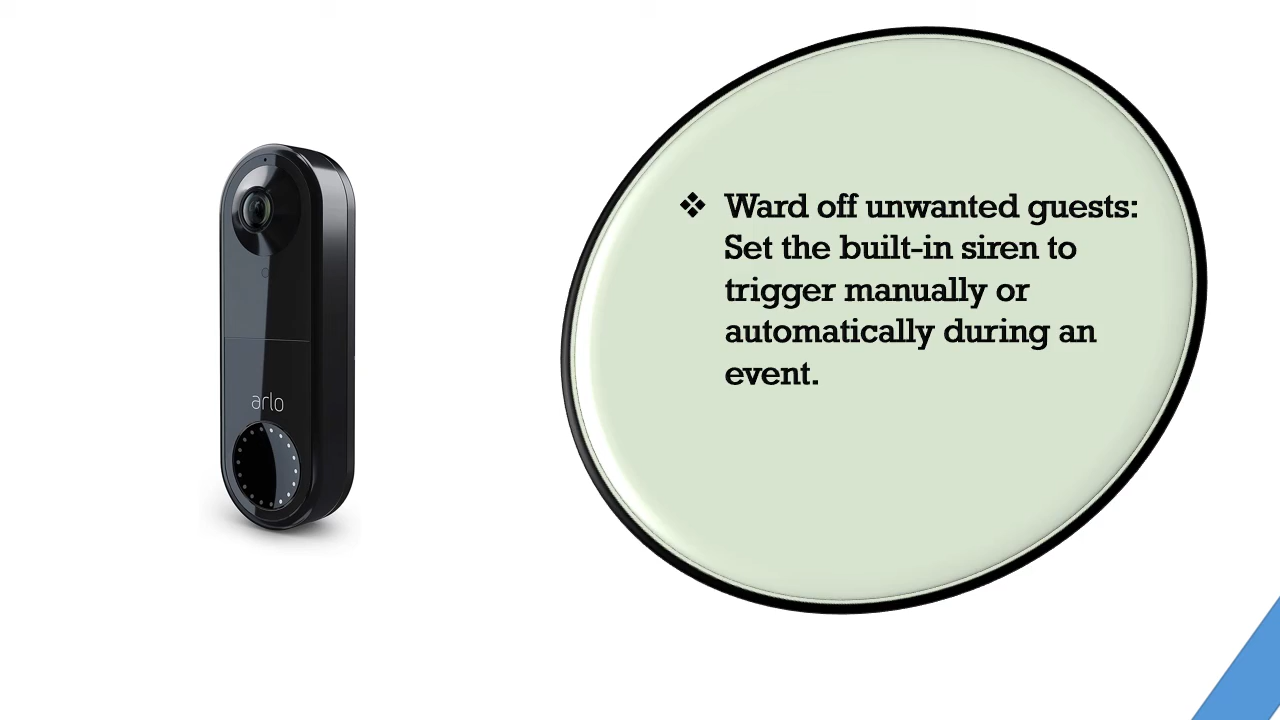 arlo
❖ Ward off unwanted guests:
Set the built-in siren to
trigger manually or
automatically during an
event.